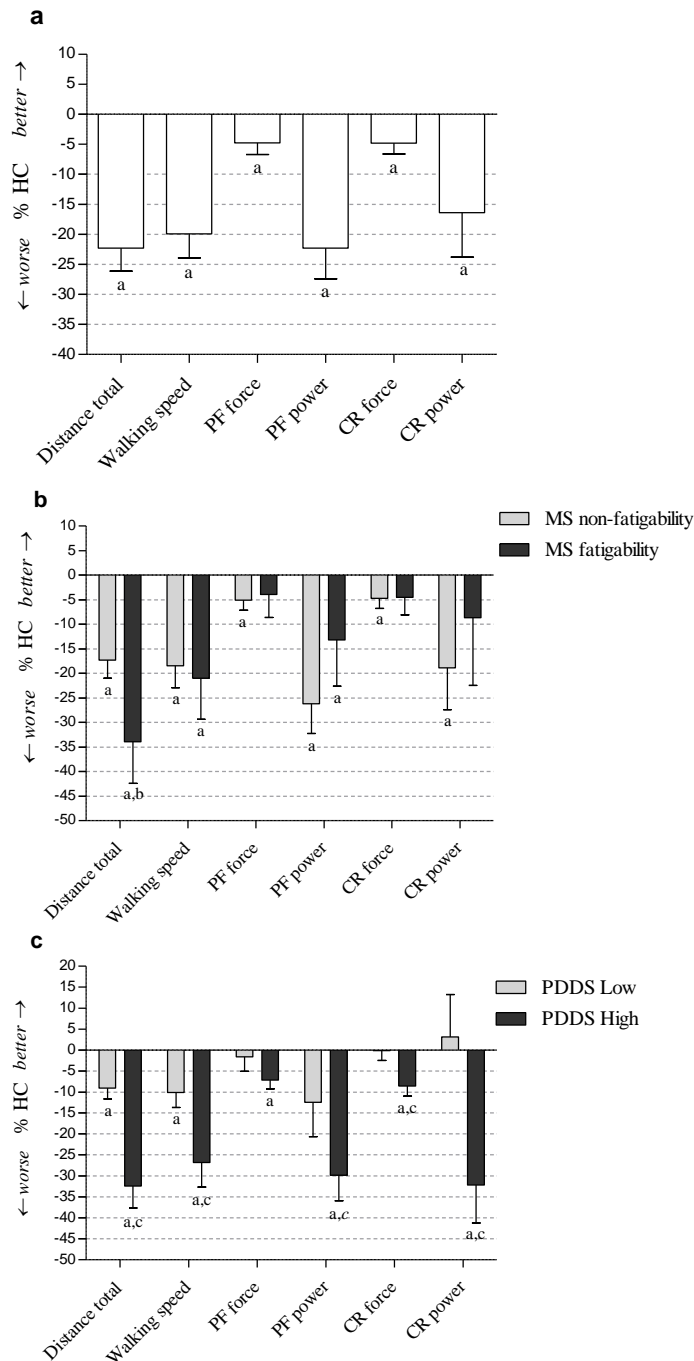 a
← worse % HC better →
10
5
0
-5
-10
-15
-20
-25
-30
-35
-40
a a a a a a
Distance total
Walking speed
PF force
PF power
CR force
CR power
b
MS non-fatigability
MS fatigability
← worse % HC better →
10
5
0
-5
-10
-15
-20
-25
-30
-35
-40
-45
-50
a a,b a a a a a a a
Distance total
Walking speed
PF force
PF power
CR force
CR power
c
PDDS Low
PDDS High
← worse % HC better →
20
15
10
5
0
-5
-10
-15
-20
-25
-30
-35
-40
-45
-50
a a,c a a,c a a,c a,c a,c
Distance total
Walking speed
PF force
PF power
CR force
CR power